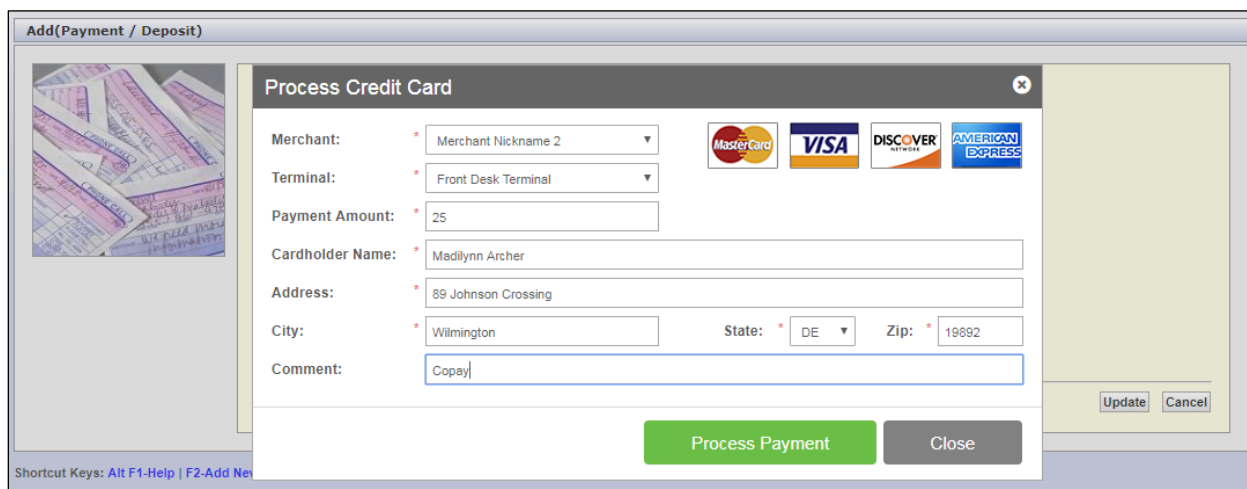 Add(Payment / Deposit)
Process Credit Card
Merchant: * Merchant Nickname 2
MasterCard VISA DISCOVER NETWORK AMERICAN EXPRESS
Terminal: * Front Desk Terminal
Payment Amount: * 25
Cardholder Name: * Madilynn Archer
Address: * 89 Johnson Crossing
City: * Wilmington State: * DE Zip: * 19892
Comment: Copay
Update Cancel
Process Payment Close
Shortcut Keys: Alt F1-Help | F2-Add Ne